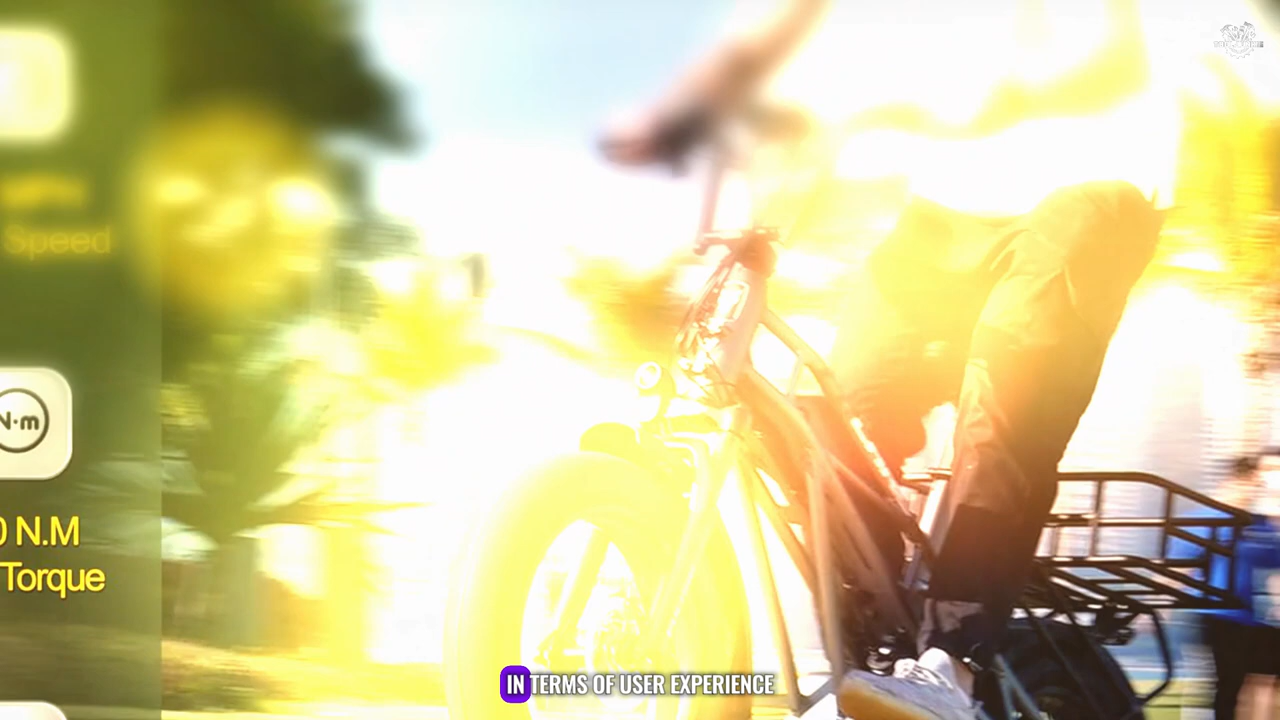 Speed
N·m
0 N.M
Torque
IN TERMS OF USER EXPERIENCE